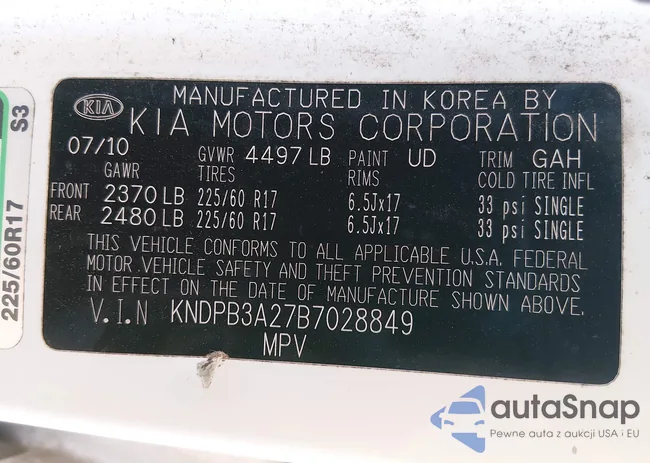 KIA
MANUFACTURED IN KOREA BY
KIA MOTORS CORPORATION
07/10 GVWR 4497 LB PAINT UD TRIM GAH
GAWR TIRES RIMS COLD TIRE INFL
FRONT 2370 LB 225/60 R17 6.5Jx17 33 psi SINGLE
REAR 2480 LB 225/60 R17 6.5Jx17 33 psi SINGLE
THIS VEHICLE CONFORMS TO ALL APPLICABLE U.S.A. FEDERAL
MOTOR VEHICLE SAFETY AND THEFT PREVENTION STANDARDS
IN EFFECT ON THE DATE OF MANUFACTURE SHOWN ABOVE.
V.I.N KNDPB3A27B7028849
MPV
S3
225/60R17
autaSnap
Pewne auta z aukcji USA i EU